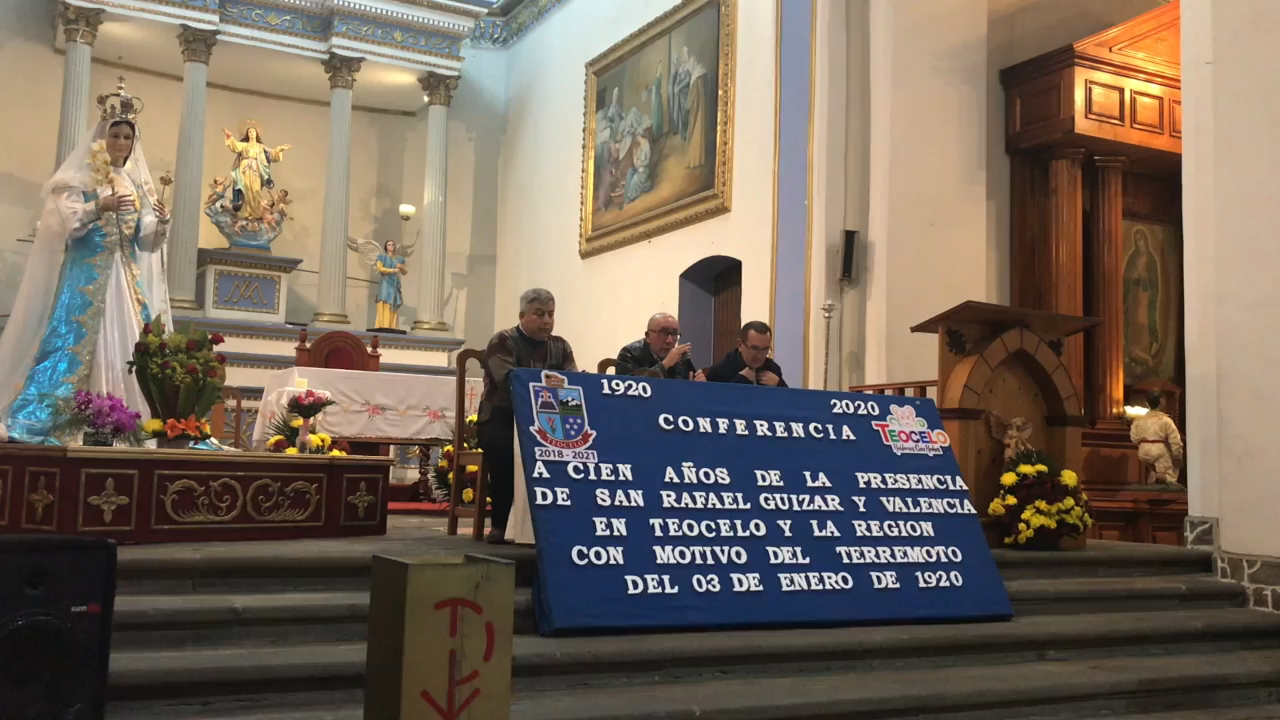 1920
2020
CONFERENCIA
TEOCELO
2018 - 2021
TEOCELO
A CIEN AÑOS DE LA PRESENCIA
DE SAN RAFAEL GUIZAR Y VALENCIA
EN TEOCELO Y LA REGION
CON MOTIVO DEL TERREMOTO
DEL 03 DE ENERO DE 1920